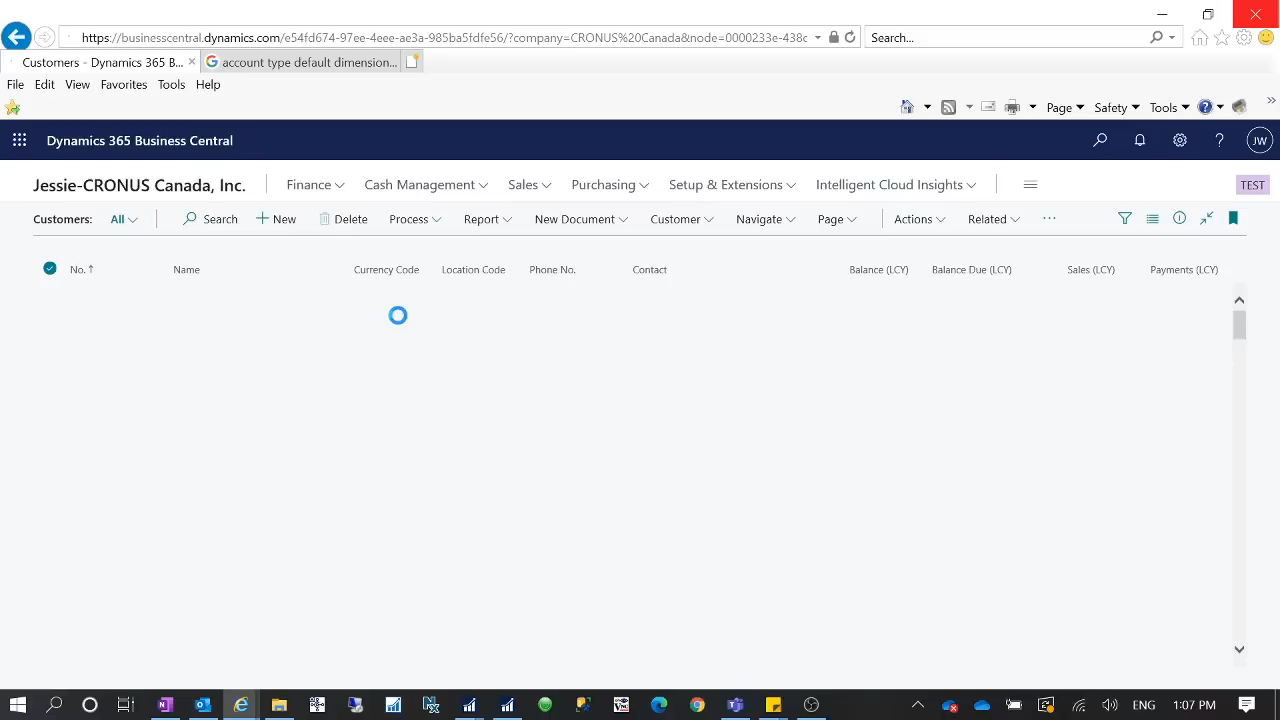 https://businesscentral.dynamics.com/e54fd674-97ee-4eee-ae3a-985ba5fdfe56/?company=CRONUS%20Canada&node=0000233e-438c
Search...
Customers - Dynamics 365 B...
account type default dimension...
File Edit View Favorites Tools Help
Page Safety Tools
Dynamics 365 Business Central
JW
Jessie-CRONUS Canada, Inc. Finance Cash Management Sales Purchasing Setup & Extensions Intelligent Cloud Insights TEST
Customers: All Search New Delete Process Report New Document Customer Navigate Page Actions Related
No. Name Currency Code Location Code Phone No. Contact Balance (LCY) Balance Due (LCY) Sales (LCY) Payments (LCY)
ENG 1:07 PM